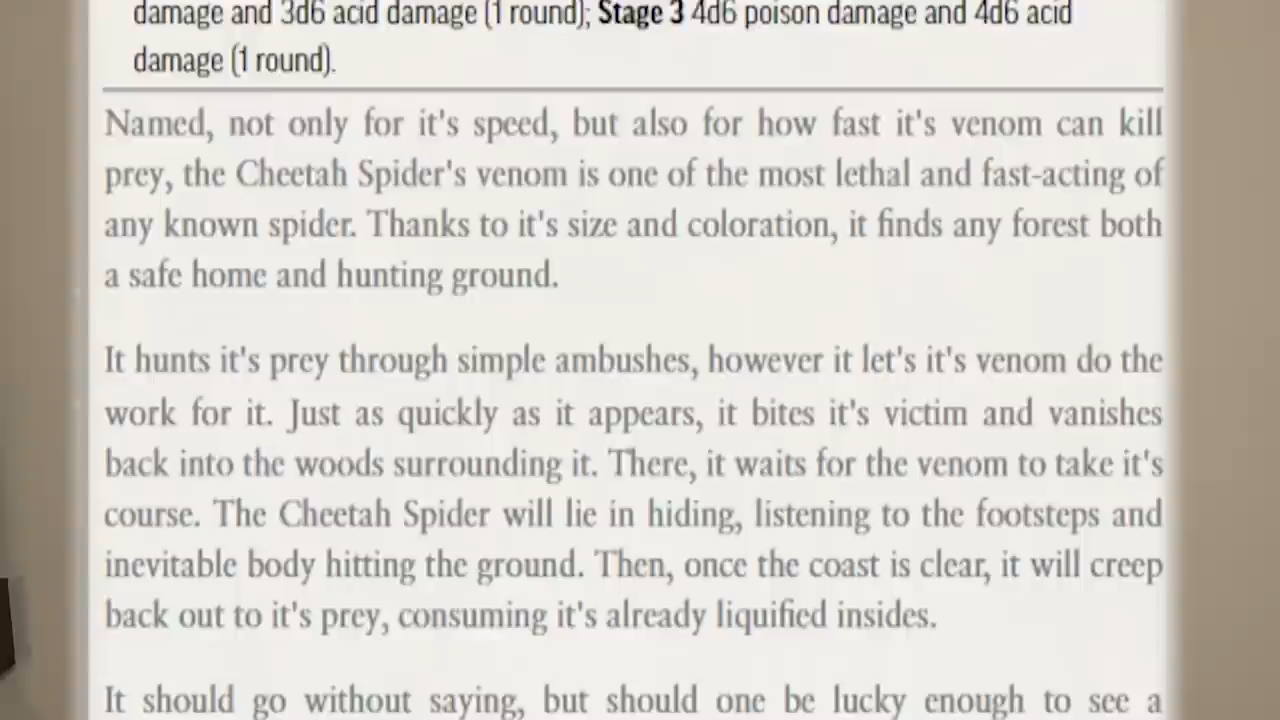 damage and 3d6 acid damage (1 round); Stage 3 4d6 poison damage and 4d6 acid
damage (1 round).
Named, not only for it's speed, but also for how fast it's venom can kill
prey, the Cheetah Spider's venom is one of the most lethal and fast-acting of
any known spider. Thanks to it's size and coloration, it finds any forest both
a safe home and hunting ground.
It hunts it's prey through simple ambushes, however it let's it's venom do the
work for it. Just as quickly as it appears, it bites it's victim and vanishes
back into the woods surrounding it. There, it waits for the venom to take it's
course. The Cheetah Spider will lie in hiding, listening to the footsteps and
inevitable body hitting the ground. Then, once the coast is clear, it will creep
back out to it's prey, consuming it's already liquified insides.
It should go without saying, but should one be lucky enough to see a